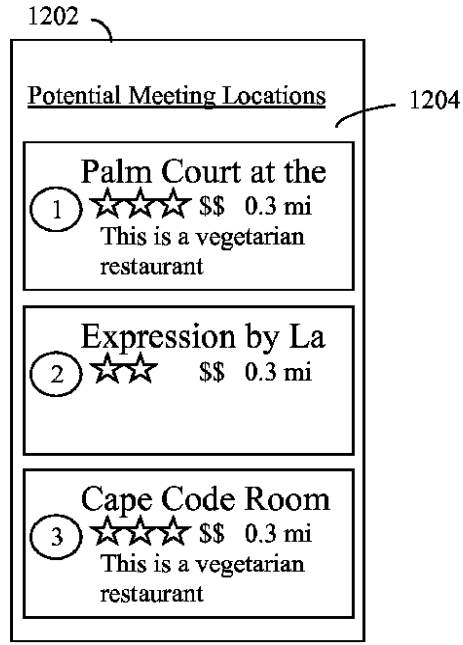 1202
Potential Meeting Locations
1204
Palm Court at the
1 $$ 0.3 mi
This is a vegetarian
restaurant
Expression by La
2 $$ 0.3 mi
Cape Code Room
3 $$ 0.3 mi
This is a vegetarian
restaurant